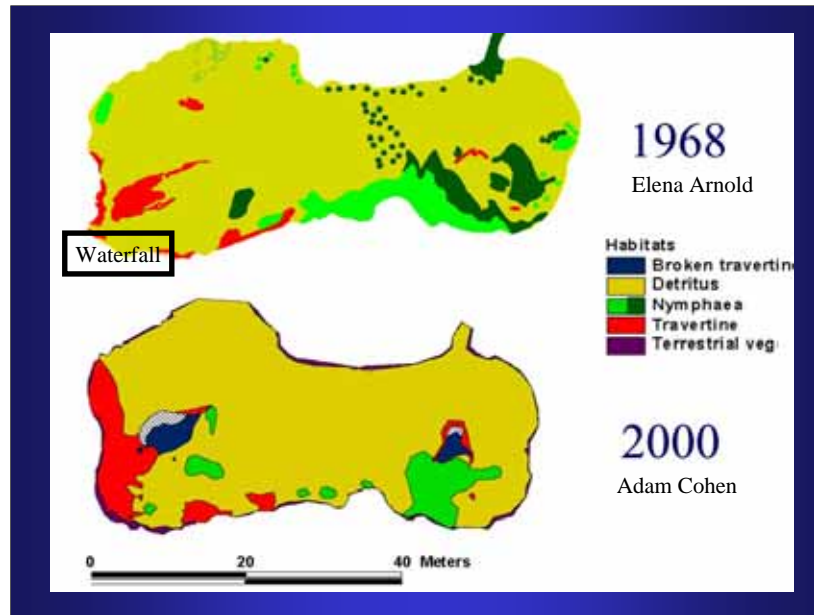 1968
Elena Arnold
Waterfall
Habitats
Broken travertin
Detritus
Nymphaea
Travertine
Terrestrial veg
2000
Adam Cohen
0 20 40 Meters